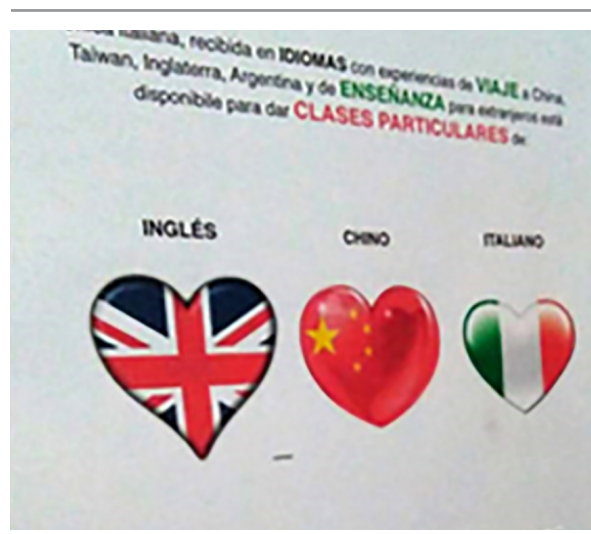 italiana, recibida en IDIOMAS con experiencias de VIAJE a China,
Taiwan, Inglaterra, Argentina y de ENSEÑANZA para extranjeros está
disponibile para dar CLASES PARTICULARES de:
INGLÉS CHINO ITALIANO